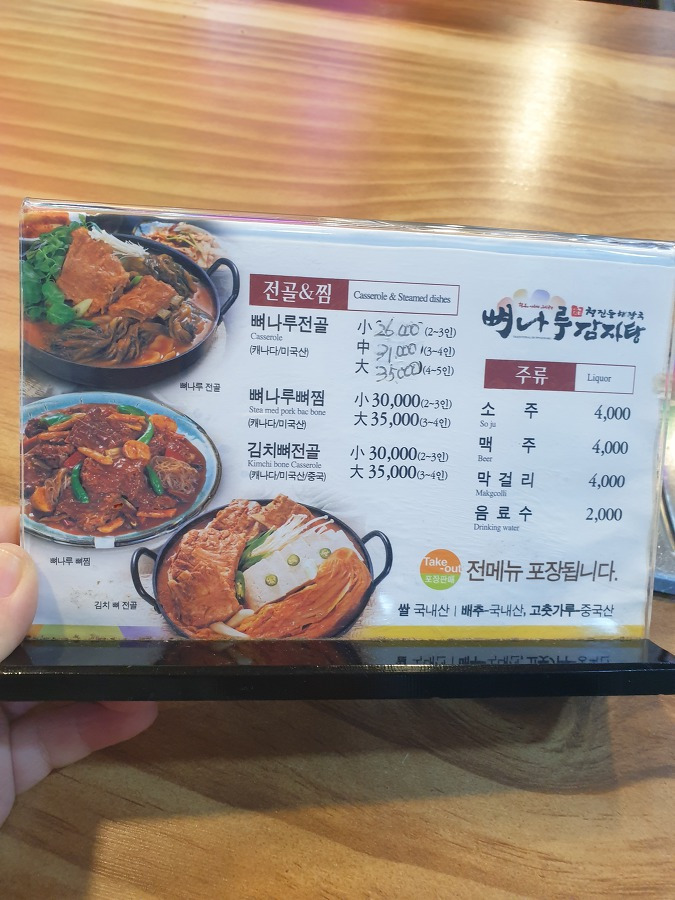 전골&찜 Casserole & Steamed dishes
뼈나루전골 小 26,000 (2~3인)
Casserole 中 31,000 (3~4인)
(캐나다/미국산) 大 35,000 (4~5인)
뼈나루뼈찜 小 30,000(2~3인)
Stea med pork bac bone 大 35,000(3~4인)
(캐나다/미국산)
김치뼈전골 小 30,000(2~3인)
Kimchi bone Casserole 大 35,000(3~4인)
(캐나다/미국산/중국)
뼈나루 전골
뼈나루 뼈찜
김치 뼈 전골
뼈나루감자탕
청진동해장국
주류 Liquor
소 주 4,000
So ju
맥 주 4,000
Beer
막걸리 4,000
Makgcolli
음료수 2,000
Drinking water
Take-out
포장판매
전메뉴 포장됩니다.
쌀 국내산 | 배추-국내산, 고춧가루-중국산